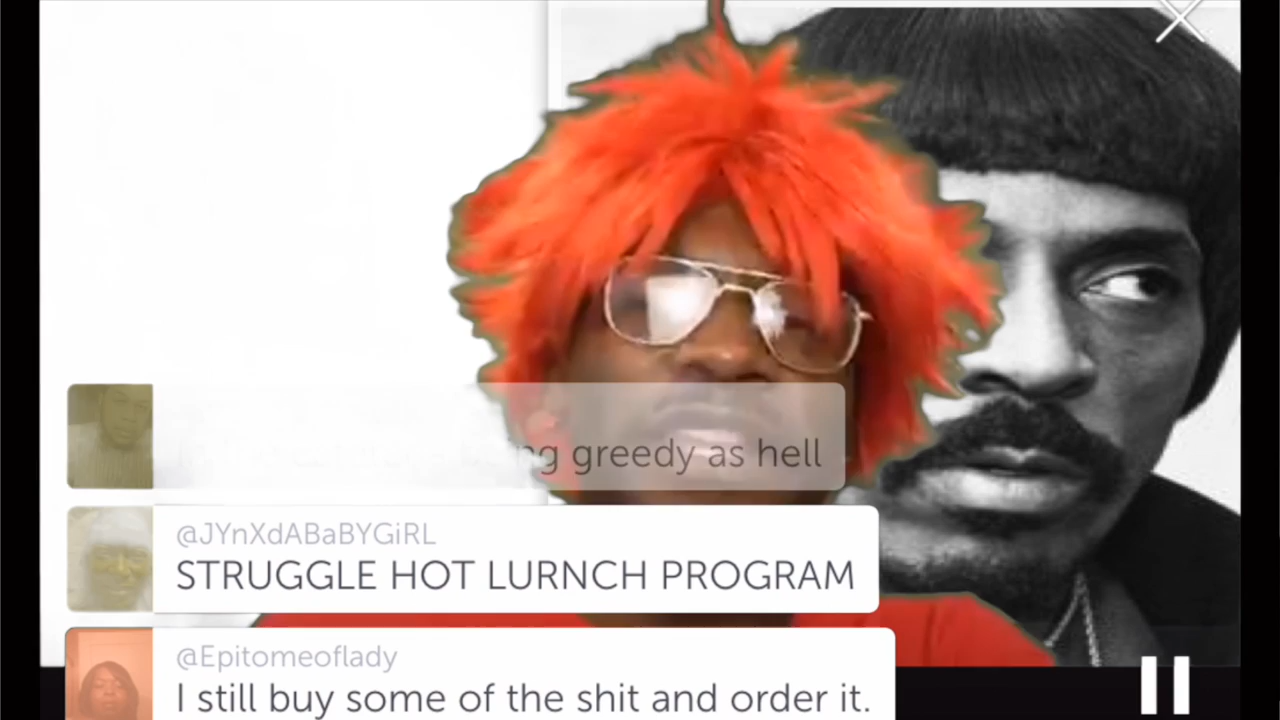 greedy as hell
@JYnXdABaBYGiRL
STRUGGLE HOT LURNCH PROGRAM
@Epitomeoflady
I still buy some of the shit and order it.